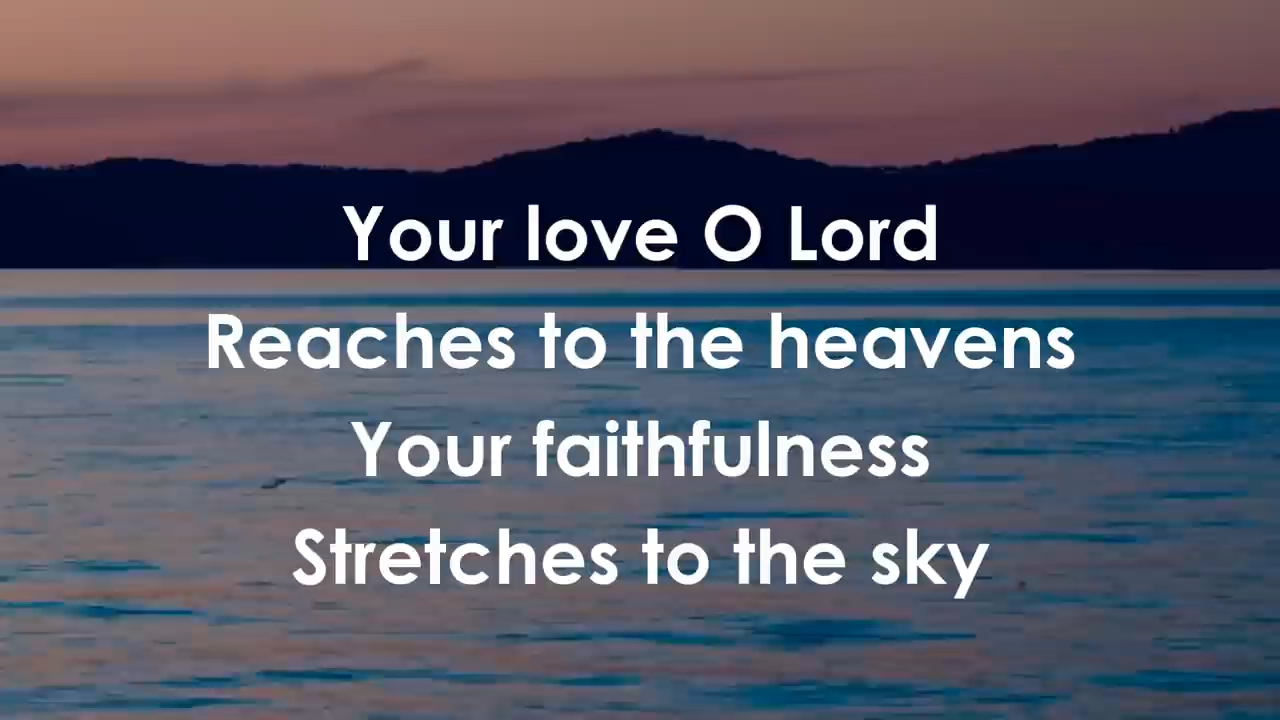 Your love O Lord
Reaches to the heavens
Your faithfulness
Stretches to the sky